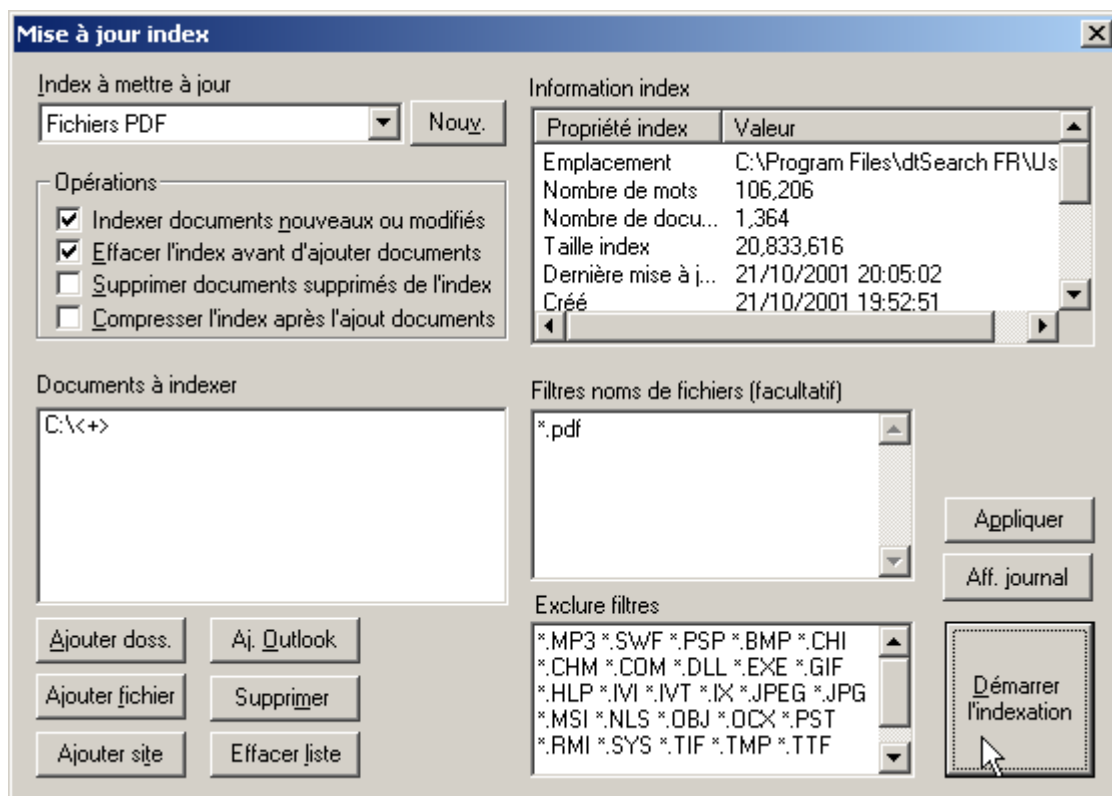 Mise à jour index
Index à mettre à jour
Fichiers PDF
Nouv.
Opérations
Indexer documents nouveaux ou modifiés
Effacer l'index avant d'ajouter documents
Supprimer documents supprimés de l'index
Compresser l'index après l'ajout documents
Information index
Propriété index Valeur
Emplacement C:\Program Files\dtSearch FR\Us
Nombre de mots 106,206
Nombre de docu... 1,364
Taille index 20,833,616
Dernière mise à j... 21/10/2001 20:05:02
Créé 21/10/2001 19:52:51
Documents à indexer
C:\<+>
Filtres noms de fichiers (facultatif)
*.pdf
Appliquer
Aff. journal
Exclure filtres
*.MP3 *.SWF *.PSP *.BMP *.CHI
*.CHM *.COM *.DLL *.EXE *.GIF
*.HLP *.IVI *.IVT *.IX *.JPEG *.JPG
*.MSI *.NLS *.OBJ *.OCX *.PST
*.RMI *.SYS *.TIF *.TMP *.TTF
Ajouter doss.
Aj. Outlook
Ajouter fichier
Supprimer
Ajouter site
Effacer liste
Démarrer
l'indexation